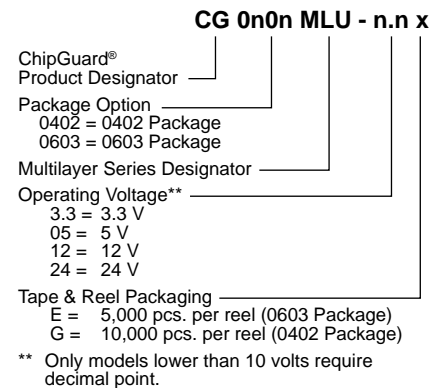 CG 0n0n MLU - n.n x
ChipGuard®
Product Designator
Package Option
0402 = 0402 Package
0603 = 0603 Package
Multilayer Series Designator
Operating Voltage**
3.3 = 3.3 V
05 = 5 V
12 = 12 V
24 = 24 V
Tape & Reel Packaging
E = 5,000 pcs. per reel (0603 Package)
G = 10,000 pcs. per reel (0402 Package)
** Only models lower than 10 volts require
decimal point.